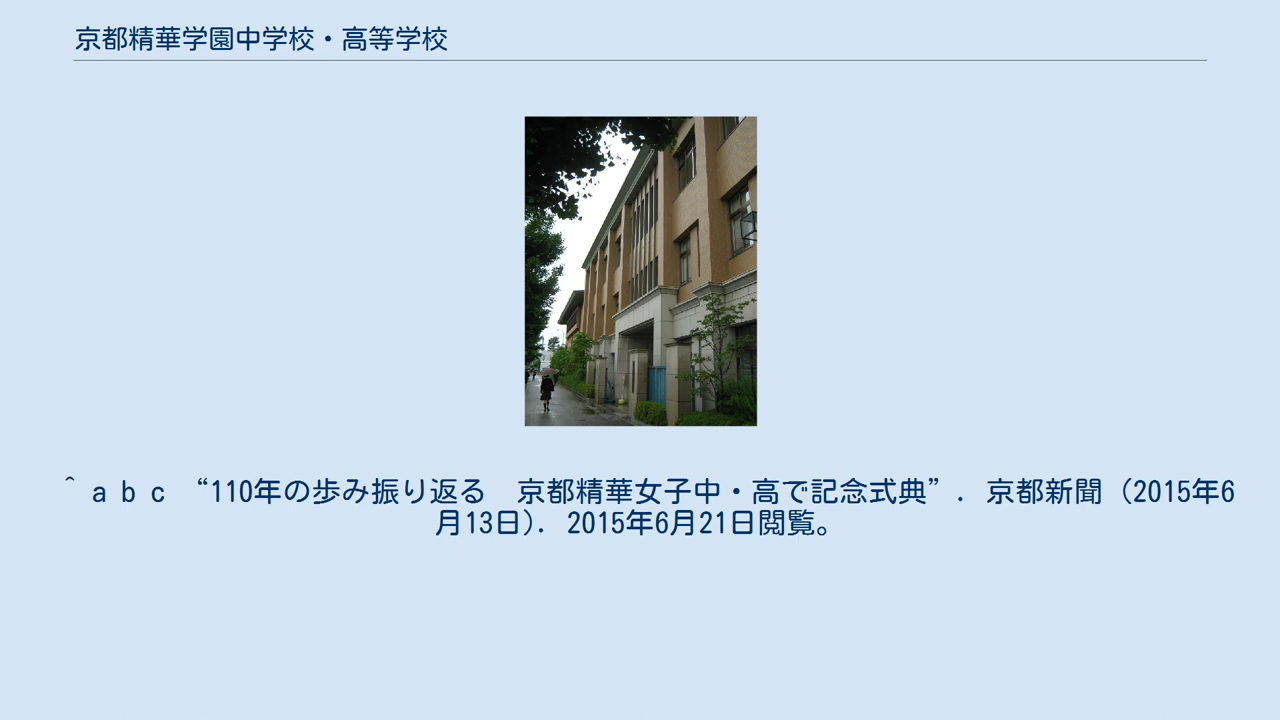 京都精華学園中学校・高等学校
^ a b c “110年の歩み振り返る　京都精華女子中・高で記念式典”. 京都新聞 (2015年6
月13日). 2015年6月21日閲覧。